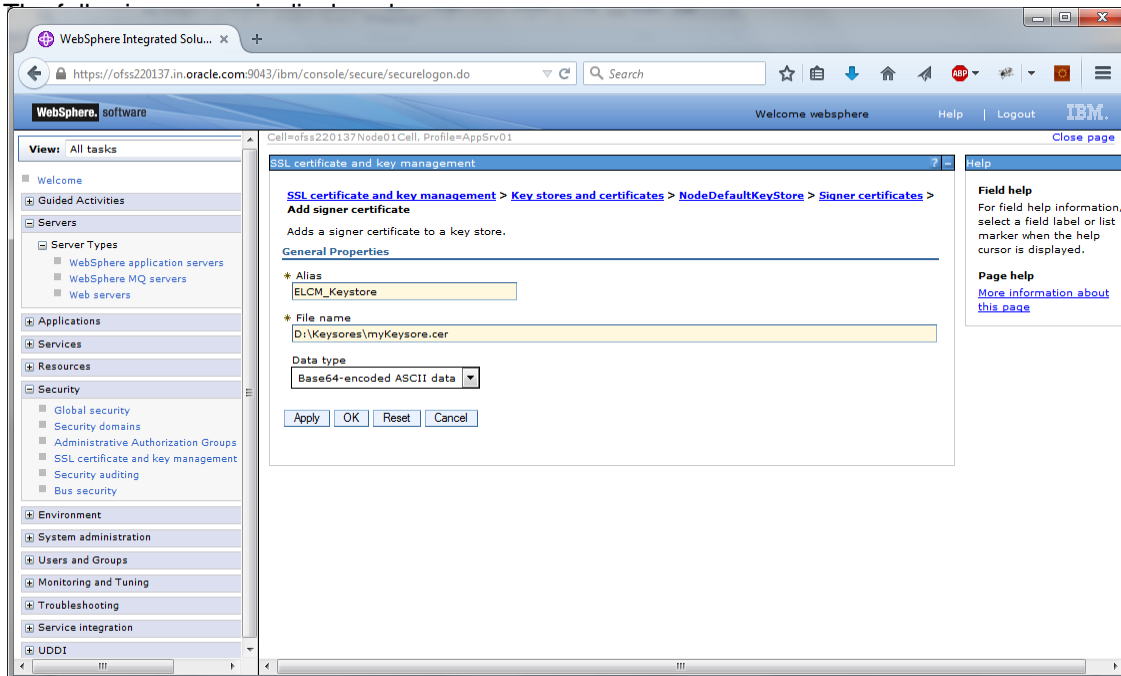 The following
WebSphere Integrated Solu... × +
https://ofss220137.in.oracle.com:9043/ibm/console/secure/securelogon.do
Search
ABP
WebSphere. software
Welcome websphere
Help | Logout
IBM.
View: All tasks
Welcome
Guided Activities
Servers
Server Types
WebSphere application servers
WebSphere MQ servers
Web servers
Applications
Services
Resources
Security
Global security
Security domains
Administrative Authorization Groups
SSL certificate and key management
Security auditing
Bus security
Environment
System administration
Users and Groups
Monitoring and Tuning
Troubleshooting
Service integration
UDDI
Cell=ofss220137Node01Cell, Profile=AppSrv01
Close page
SSL certificate and key management
? -
SSL certificate and key management > Key stores and certificates > NodeDefaultKeyStore > Signer certificates >
Add signer certificate
Adds a signer certificate to a key store.
General Properties
* Alias
ELCM_Keystore
* File name
D:\Keysores\myKeysore.cer
Data type
Base64-encoded ASCII data
Apply OK Reset Cancel
Help
Field help
For field help information,
select a field label or list
marker when the help
cursor is displayed.
Page help
More information about
this page